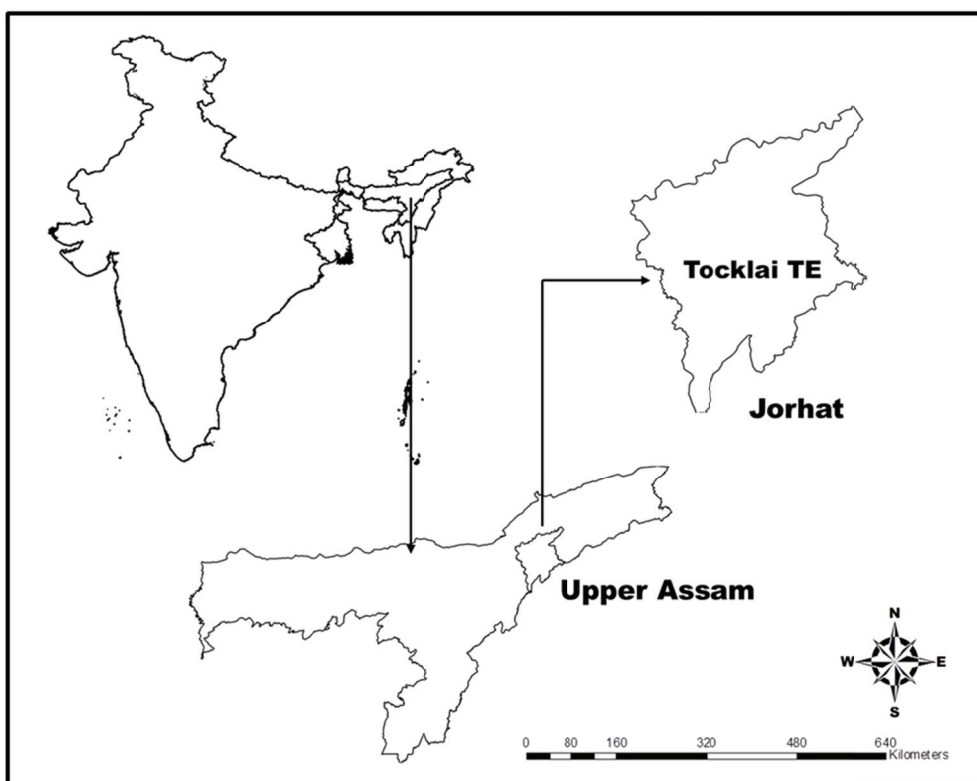 Tocklai TE
Jorhat
Upper Assam
N
W E
S
0 80 160 320 480 640
Kilometers